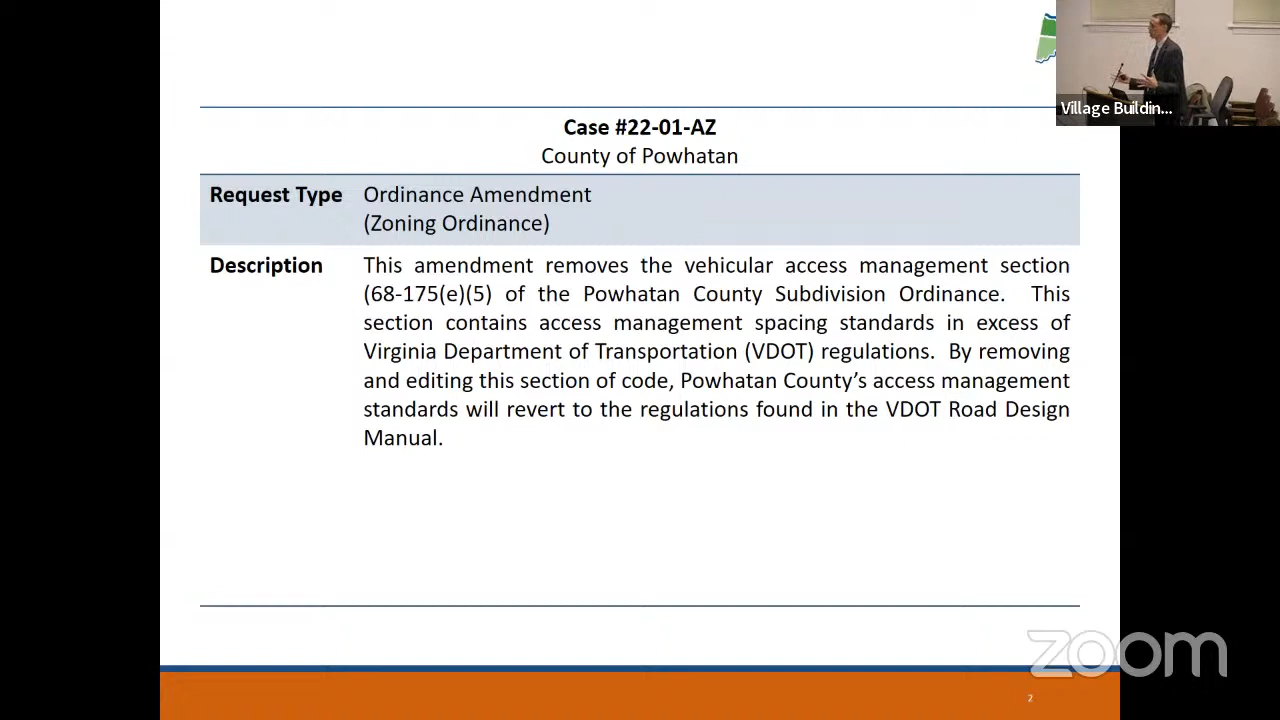 Case #22-01-AZ
County of Powhatan
Request Type Ordinance Amendment
(Zoning Ordinance)
Description This amendment removes the vehicular access management section
(68-175(e)(5) of the Powhatan County Subdivision Ordinance. This
section contains access management spacing standards in excess of
Virginia Department of Transportation (VDOT) regulations. By removing
and editing this section of code, Powhatan County’s access management
standards will revert to the regulations found in the VDOT Road Design
Manual.
Village Buildin...
zoom
2